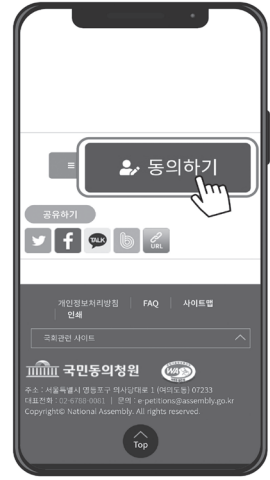 동의하기
공유하기
TALK
URL
개인정보처리방침 | FAQ | 사이트맵 |
인쇄
국회관련 사이트
국민동의청원 WA
주소 : 서울특별시 영등포구 의사당대로 1 (여의도동) 07233
대표전화 : 02-6788-0061 | 문의 : e-petitions@assembly.go.kr
Copyright© National Assembly. All rights reserved.
Top